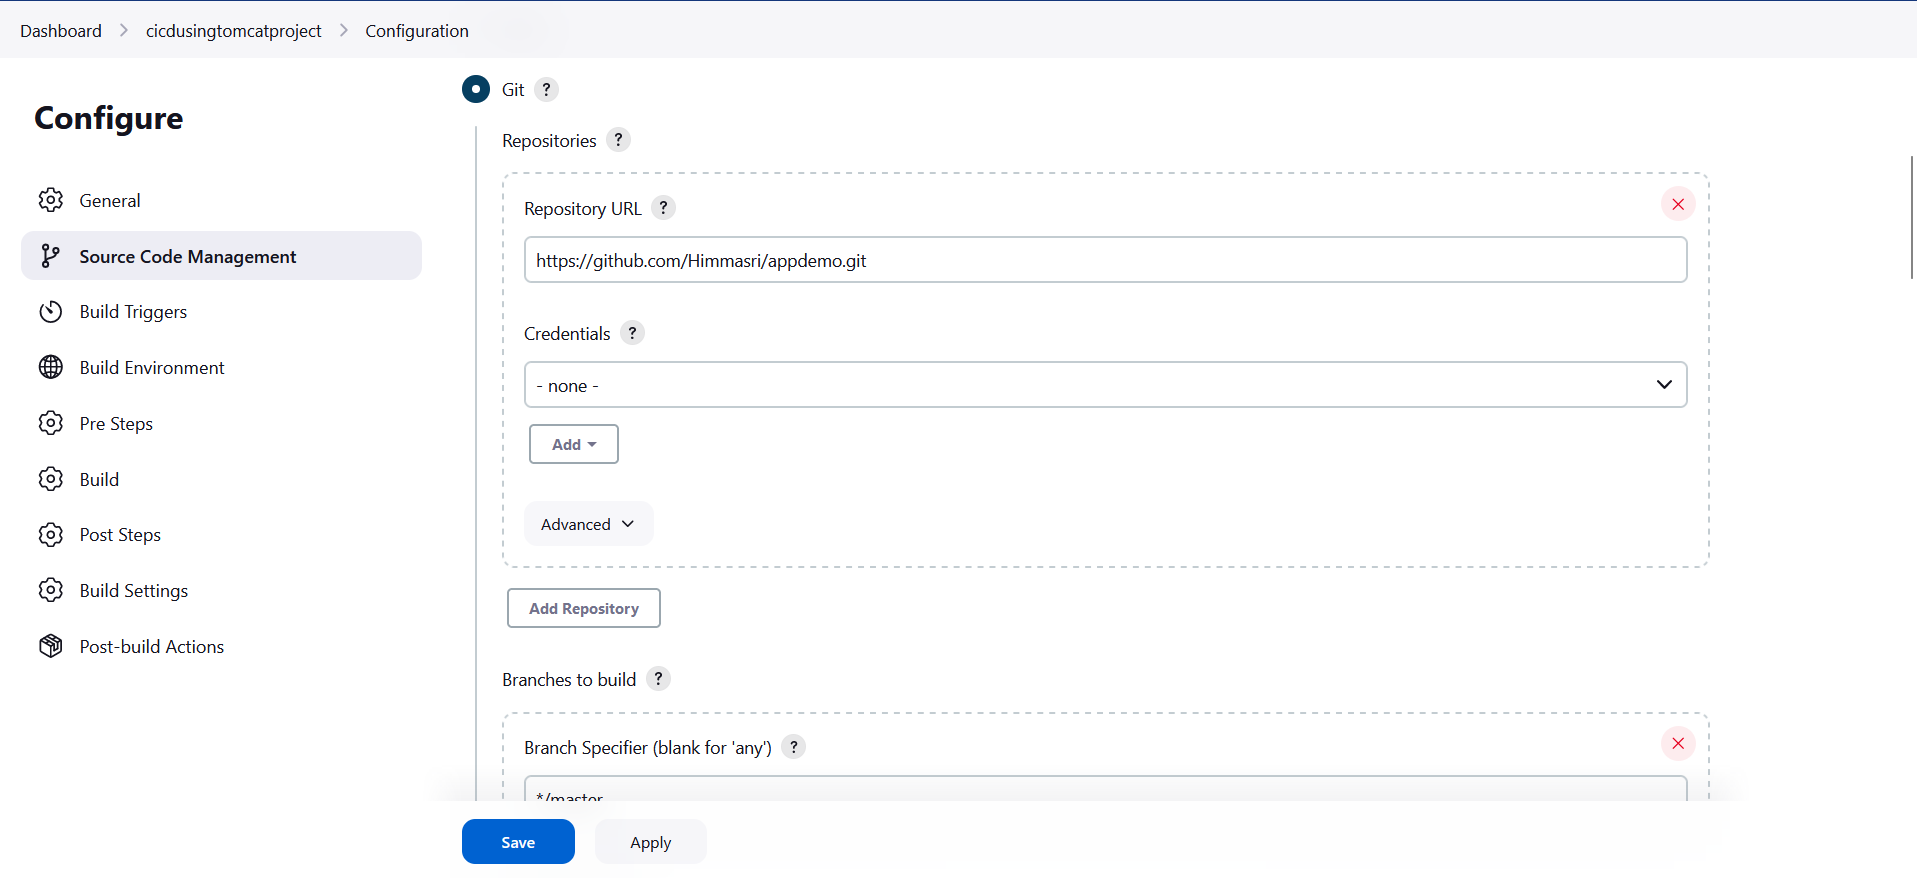 Dashboard > cicdusingtomcatproject > Configuration
Configure
General
Source Code Management
Build Triggers
Build Environment
Pre Steps
Build
Post Steps
Build Settings
Post-build Actions
Git ?
Repositories ?
Repository URL ?
https://github.com/Himmasri/appdemo.git
Credentials ?
- none -
Add
Advanced
Add Repository
Branches to build ?
Branch Specifier (blank for 'any') ?
*/master
Save
Apply